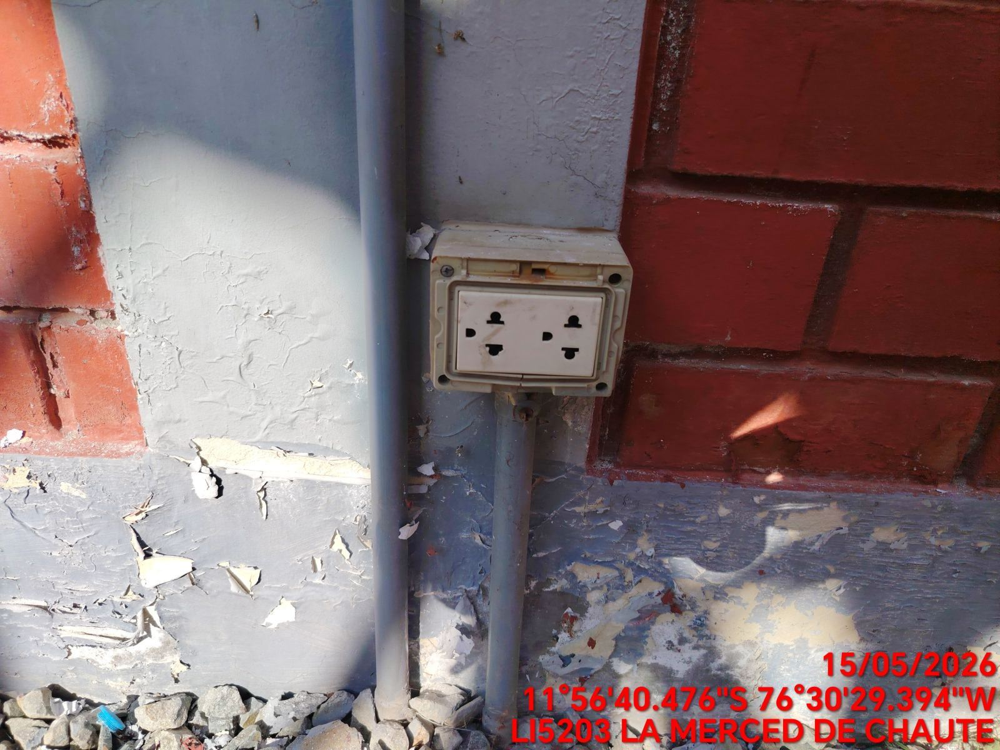 15/05/2026
11°56'40.476"S 76°30'29.394"W
LI5203 LA MERCED DE CHAUTE